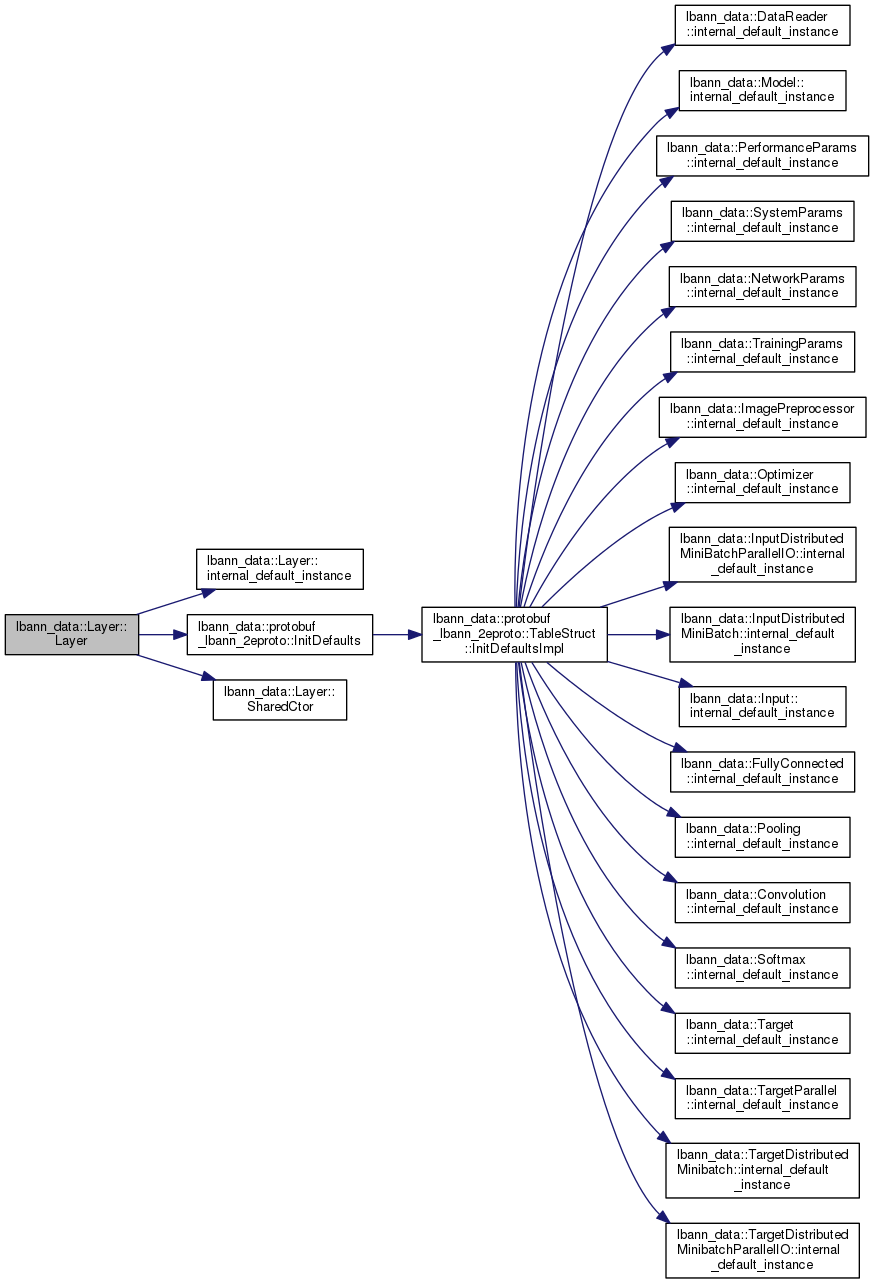 lbann_data::Layer::
Layer
lbann_data::Layer::
internal_default_instance
lbann_data::protobuf
_lbann_2eproto::InitDefaults
lbann_data::Layer::
SharedCtor
lbann_data::protobuf
_lbann_2eproto::TableStruct
::InitDefaultsImpl
lbann_data::DataReader
::internal_default_instance
lbann_data::Model::
internal_default_instance
lbann_data::PerformanceParams
::internal_default_instance
lbann_data::SystemParams
::internal_default_instance
lbann_data::NetworkParams
::internal_default_instance
lbann_data::TrainingParams
::internal_default_instance
lbann_data::ImagePreprocessor
::internal_default_instance
lbann_data::Optimizer
::internal_default_instance
lbann_data::InputDistributed
MiniBatchParallelIO::internal
_default_instance
lbann_data::InputDistributed
MiniBatch::internal_default
_instance
lbann_data::Input::
internal_default_instance
lbann_data::FullyConnected
::internal_default_instance
lbann_data::Pooling
::internal_default_instance
lbann_data::Convolution
::internal_default_instance
lbann_data::Softmax
::internal_default_instance
lbann_data::Target
::internal_default_instance
lbann_data::TargetParallel
::internal_default_instance
lbann_data::TargetDistributed
Minibatch::internal_default
_instance
lbann_data::TargetDistributed
MinibatchParallelIO::internal
_default_instance